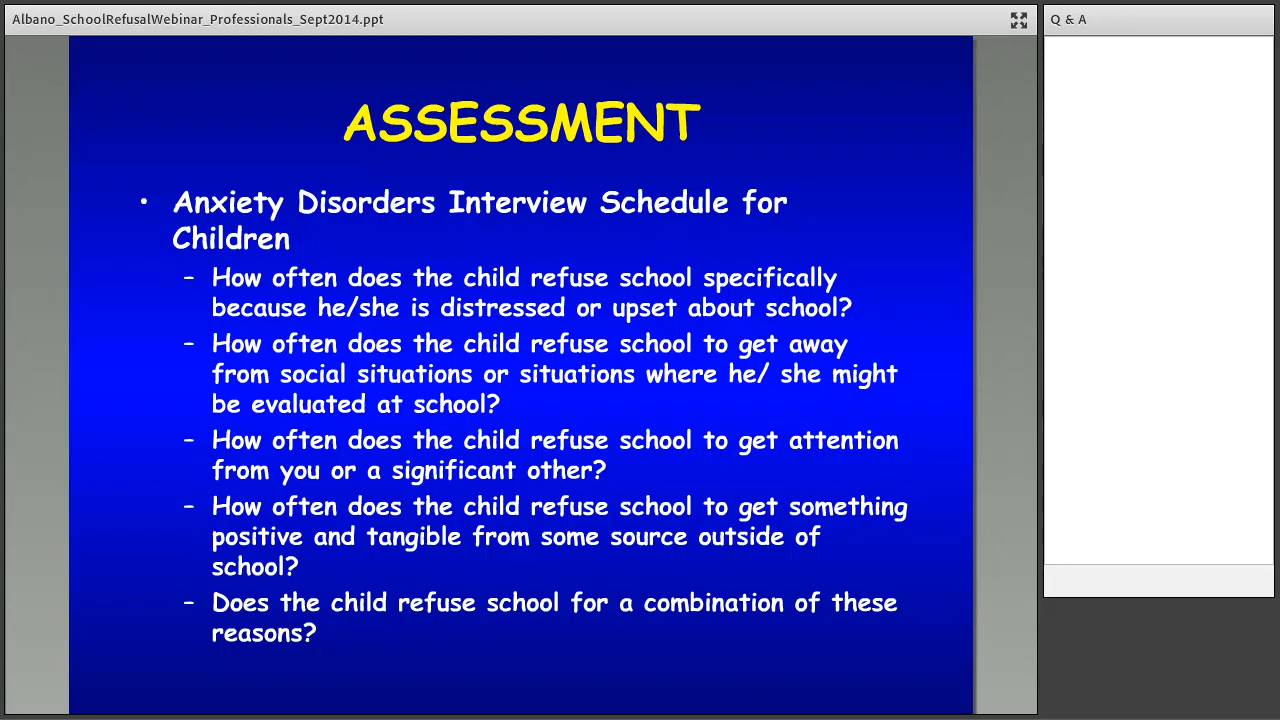 Albano_SchoolRefusalWebinar_Professionals_Sept2014.ppt
Q & A
ASSESSMENT
• Anxiety Disorders Interview Schedule for
Children
– How often does the child refuse school specifically
because he/she is distressed or upset about school?
– How often does the child refuse school to get away
from social situations or situations where he/ she might
be evaluated at school?
– How often does the child refuse school to get attention
from you or a significant other?
– How often does the child refuse school to get something
positive and tangible from some source outside of
school?
– Does the child refuse school for a combination of these
reasons?